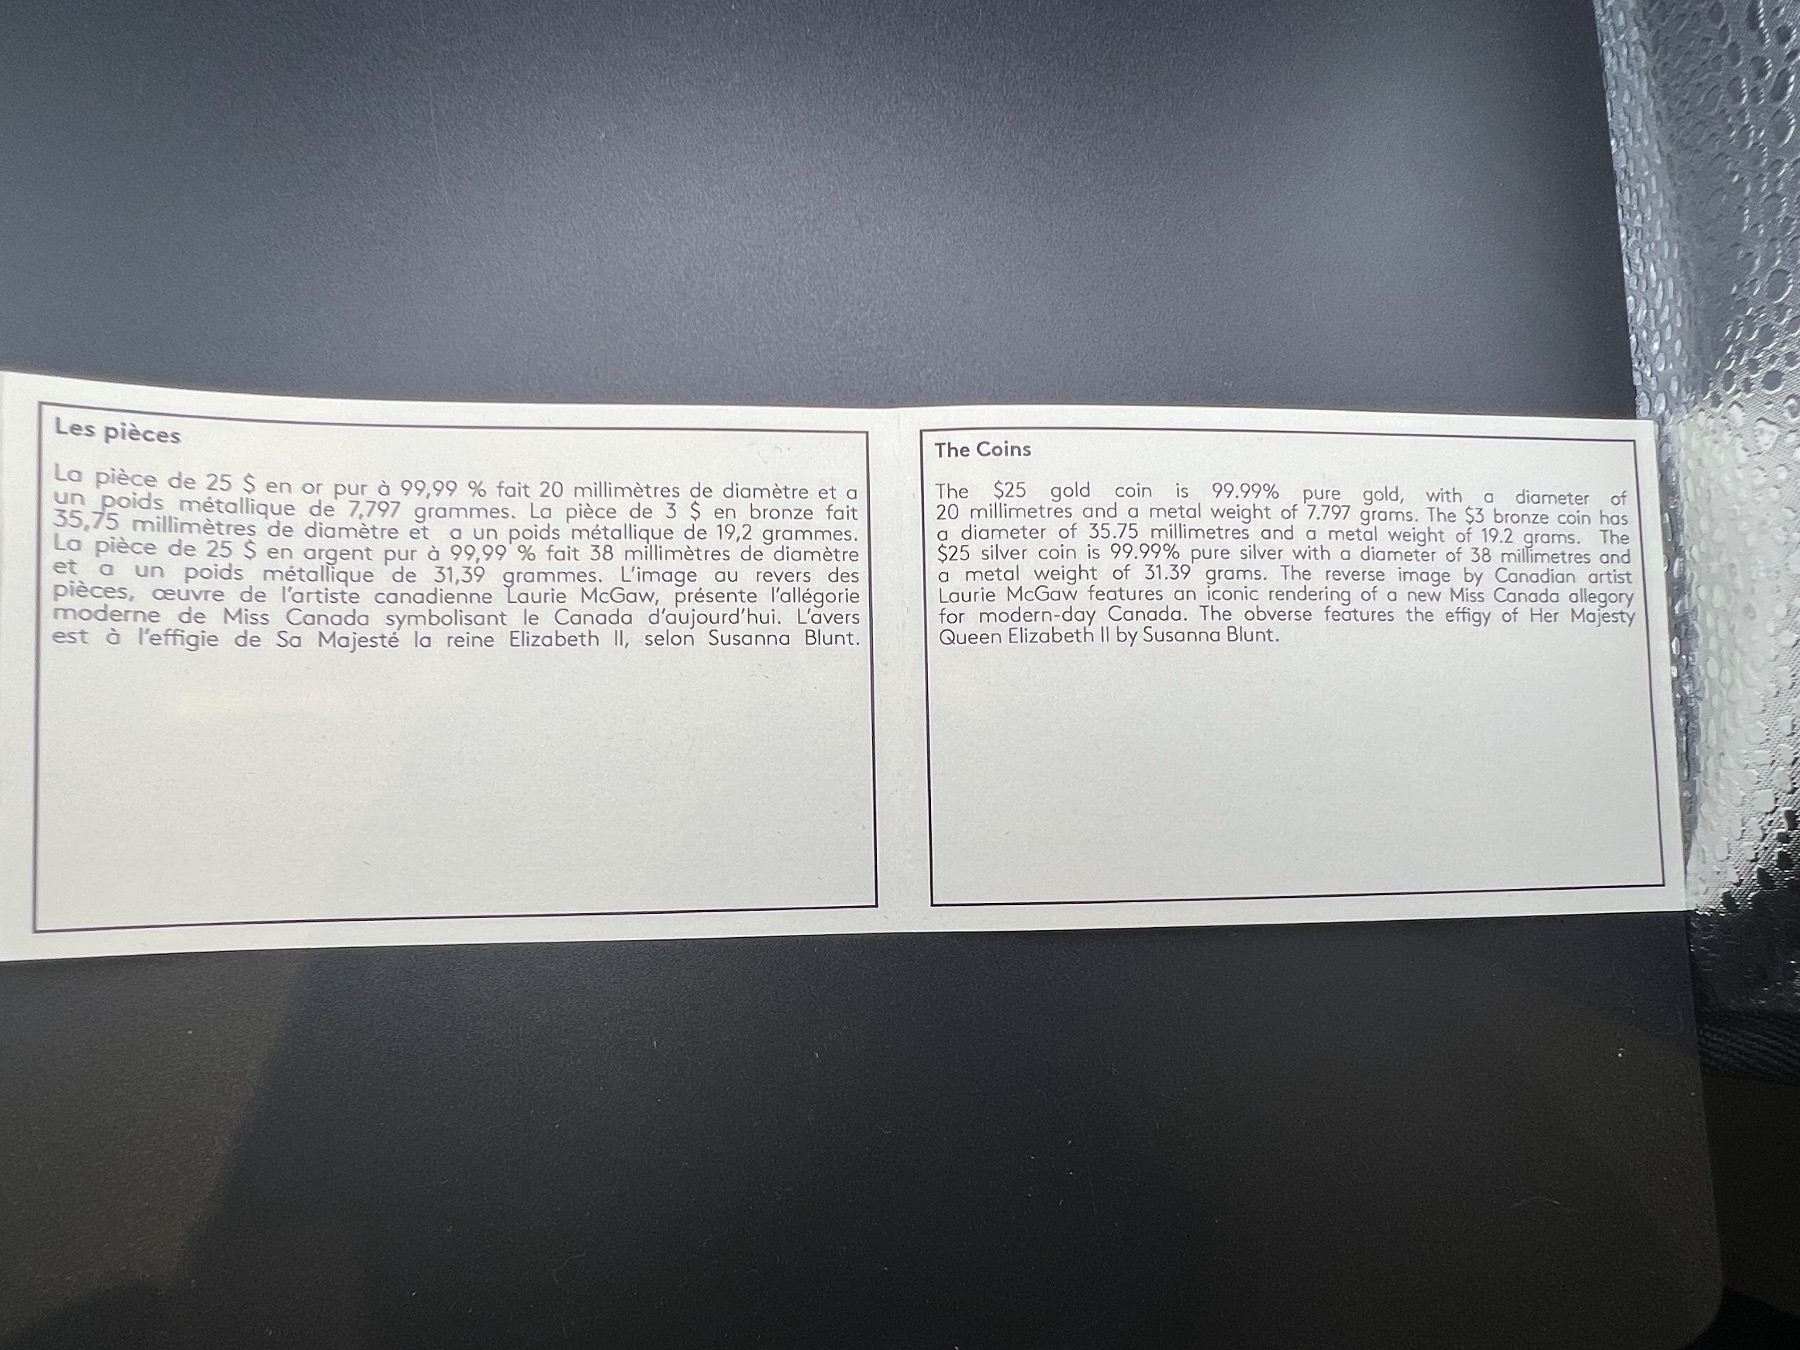 Les pièces
La pièce de 25 $ en or pur à 99,99 % fait 20 millimètres de diamètre et a
un poids métallique de 7,797 grammes. La pièce de 3 $ en bronze fait
35,75 millimètres de diamètre et a un poids métallique de 19,2 grammes.
La pièce de 25 $ en argent pur à 99,99 % fait 38 millimètres de diamètre
et a un poids métallique de 31,39 grammes. L'image au revers des
pièces, œuvre de l'artiste canadienne Laurie McGaw, présente l'allégorie
moderne de Miss Canada symbolisant le Canada d'aujourd'hui. L'avers
est à l'effigie de Sa Majesté la reine Elizabeth II, selon Susanna Blunt.
The Coins
The $25 gold coin is 99.99% pure gold, with a diameter of
20 millimetres and a metal weight of 7.797 grams. The $3 bronze coin has
a diameter of 35.75 millimetres and a metal weight of 19.2 grams. The
$25 silver coin is 99.99% pure silver with a diameter of 38 millimetres and
a metal weight of 31.39 grams. The reverse image by Canadian artist
Laurie McGaw features an iconic rendering of a new Miss Canada allegory
for modern-day Canada. The obverse features the effigy of Her Majesty
Queen Elizabeth II by Susanna Blunt.